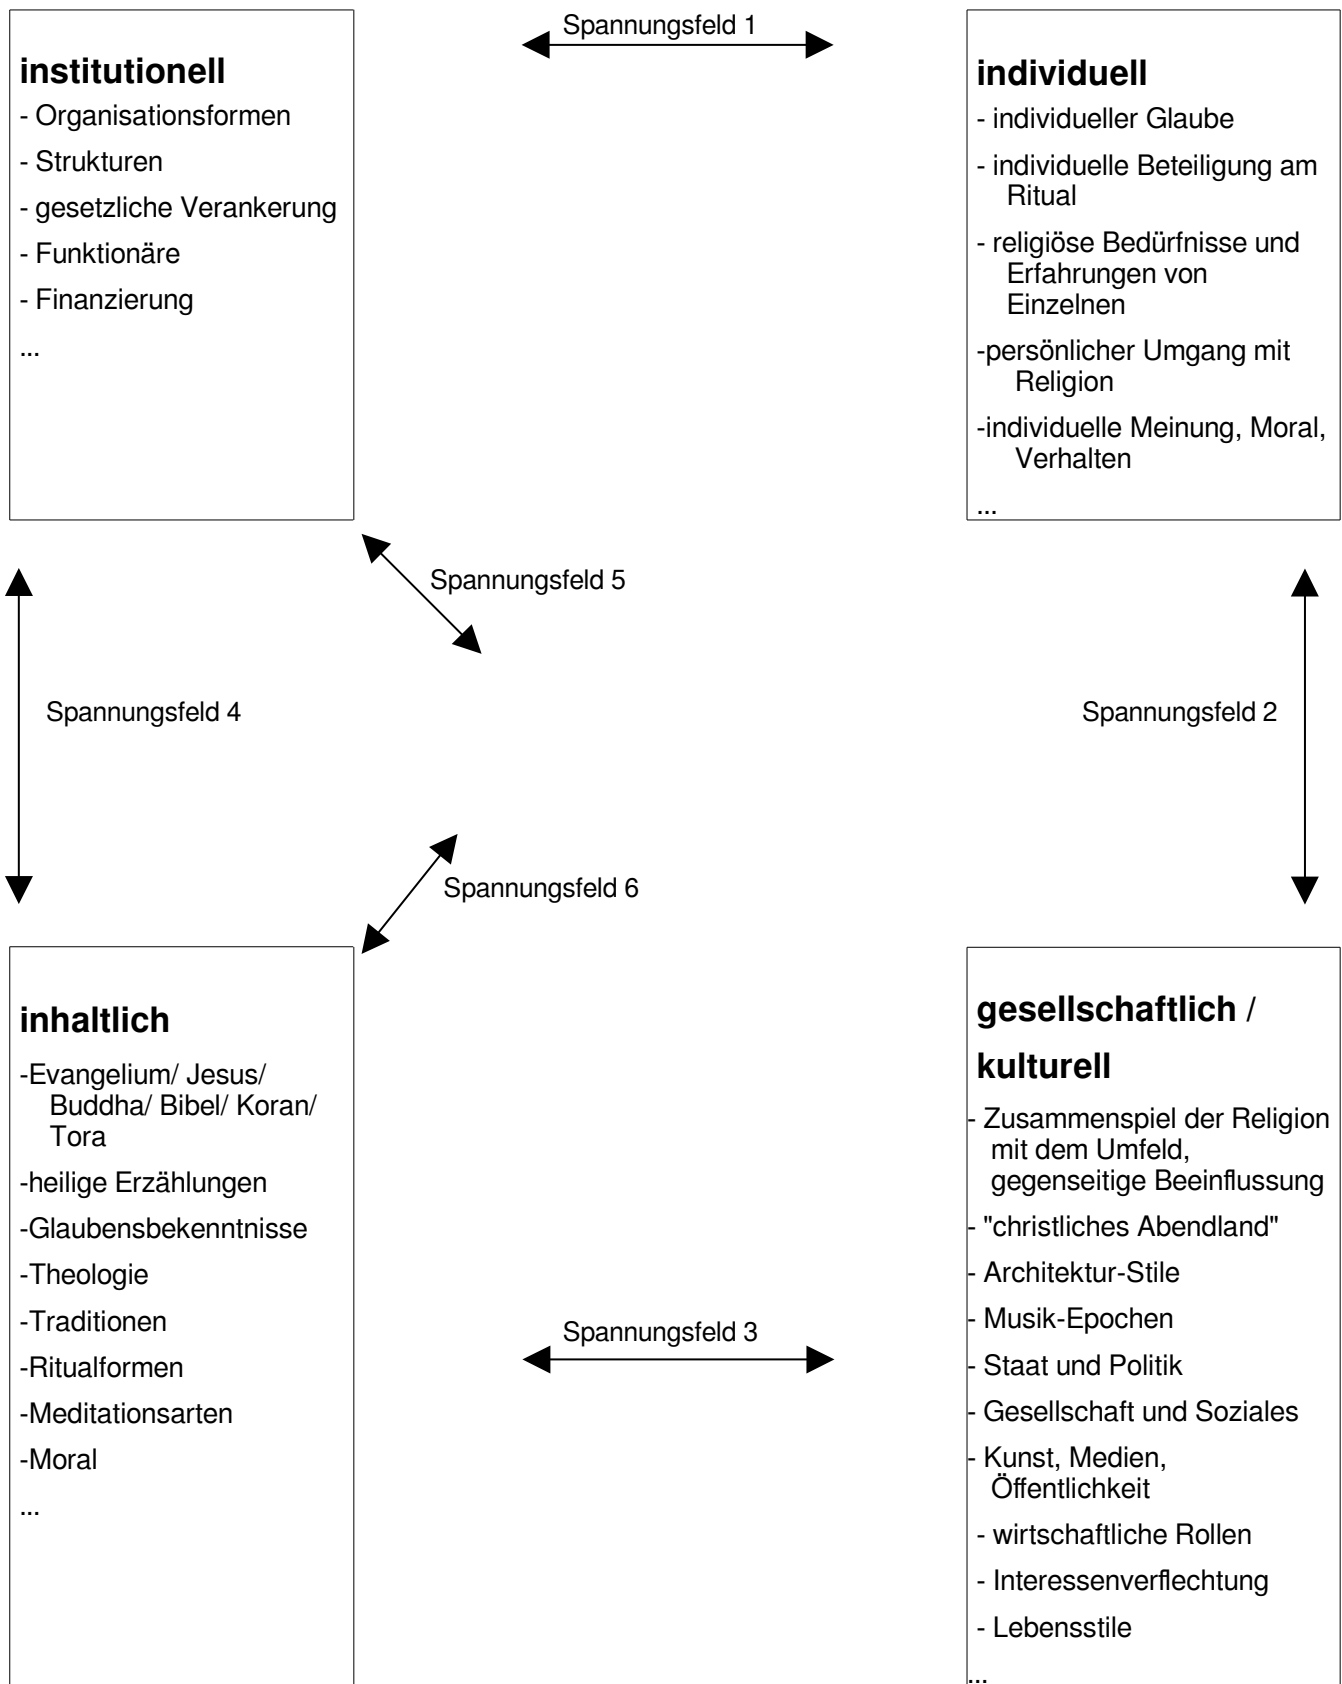 Spannungsfeld 1
institutionell
- Organisationsformen
- Strukturen
- gesetzliche Verankerung
- Funktionäre
- Finanzierung
...
individuell
- individueller Glaube
- individuelle Beteiligung am
Ritual
- religiöse Bedürfnisse und
Erfahrungen von
Einzelnen
-persönlicher Umgang mit
Religion
-individuelle Meinung, Moral,
Verhalten
...
Spannungsfeld 5
Spannungsfeld 4
Spannungsfeld 2
Spannungsfeld 6
inhaltlich
-Evangelium/ Jesus/
Buddha/ Bibel/ Koran/
Tora
-heilige Erzählungen
-Glaubensbekenntnisse
-Theologie
-Traditionen
-Ritualformen
-Meditationsarten
-Moral
...
Spannungsfeld 3
gesellschaftlich /
kulturell
- Zusammenspiel der Religion
mit dem Umfeld,
gegenseitige Beeinflussung
- "christliches Abendland"
- Architektur-Stile
- Musik-Epochen
- Staat und Politik
- Gesellschaft und Soziales
- Kunst, Medien,
Öffentlichkeit
- wirtschaftliche Rollen
- Interessenverflechtung
- Lebensstile
...